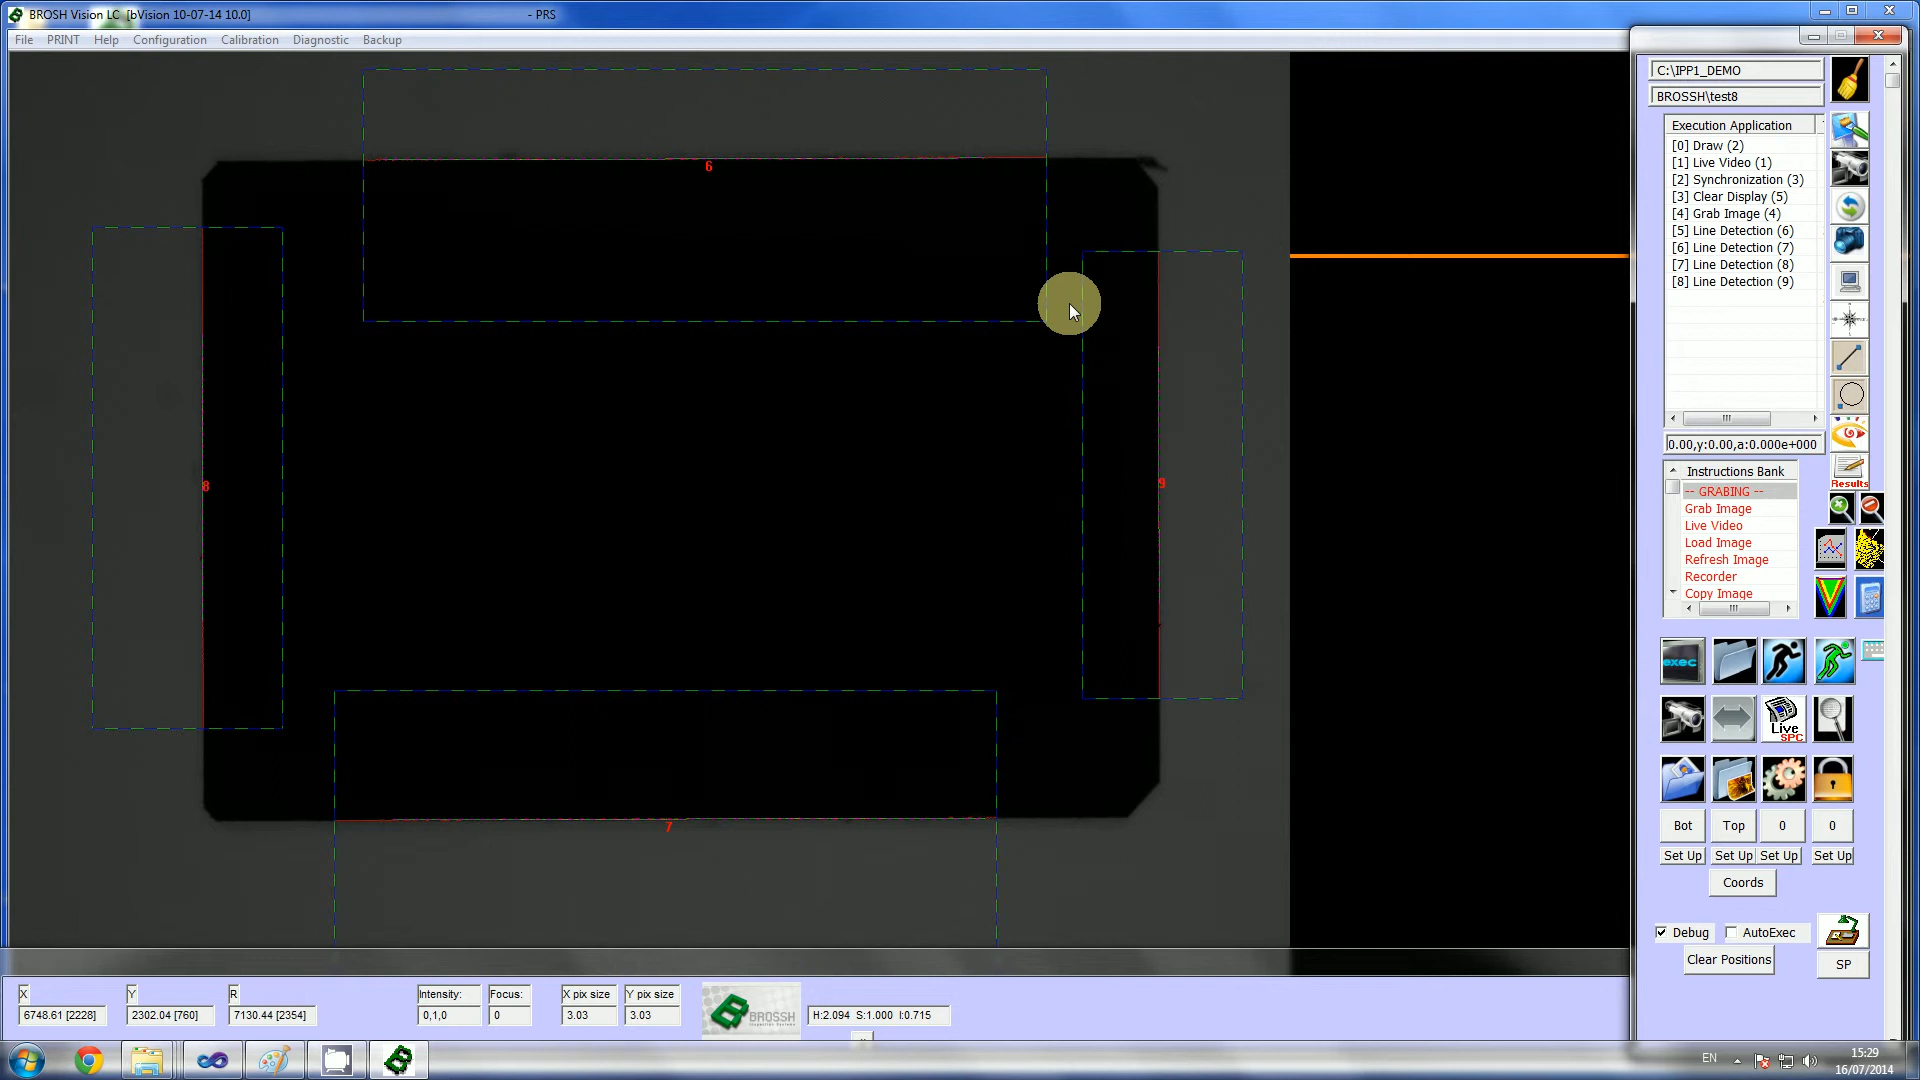 BROSH Vision LC [bVision 10-07-14 10.0] - PRS
File PRINT Help Configuration Calibration Diagnostic Backup
C:\IPP1_DEMO
BROSSH\test8
Execution Application
[0] Draw (2)
[1] Live Video (1)
[2] Synchronization (3)
[3] Clear Display (5)
[4] Grab Image (4)
[5] Line Detection (6)
[6] Line Detection (7)
[7] Line Detection (8)
[8] Line Detection (9)
0.00,y:0.00,a:0.000e+000
Instructions Bank
-- GRABING --
Grab Image
Live Video
Load Image
Refresh Image
Recorder
Copy Image
Results
6
8
9
7
exec
Live
SPC
Bot Top 0 0
Set Up Set Up Set Up Set Up
Coords
Debug AutoExec
Clear Positions SP
X Y R Intensity: Focus: X pix size Y pix size
6748.61 [2228] 2302.04 [760] 7130.44 [2354] 0,1,0 0 3.03 3.03 BROSSH H:2.094 S:1.000 I:0.715
EN 15:29
16/07/2014